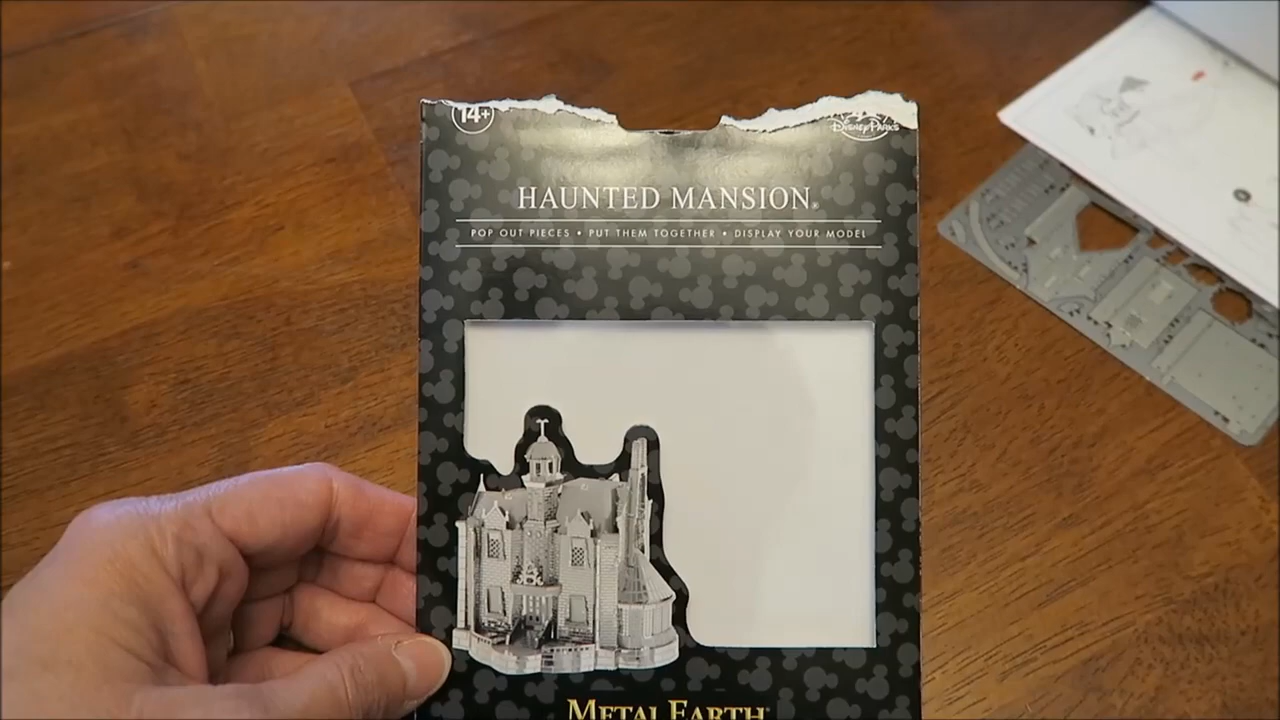 14+
Disney Parks
HAUNTED MANSION®
POP OUT PIECES • PUT THEM TOGETHER • DISPLAY YOUR MODEL
METAL EARTH®